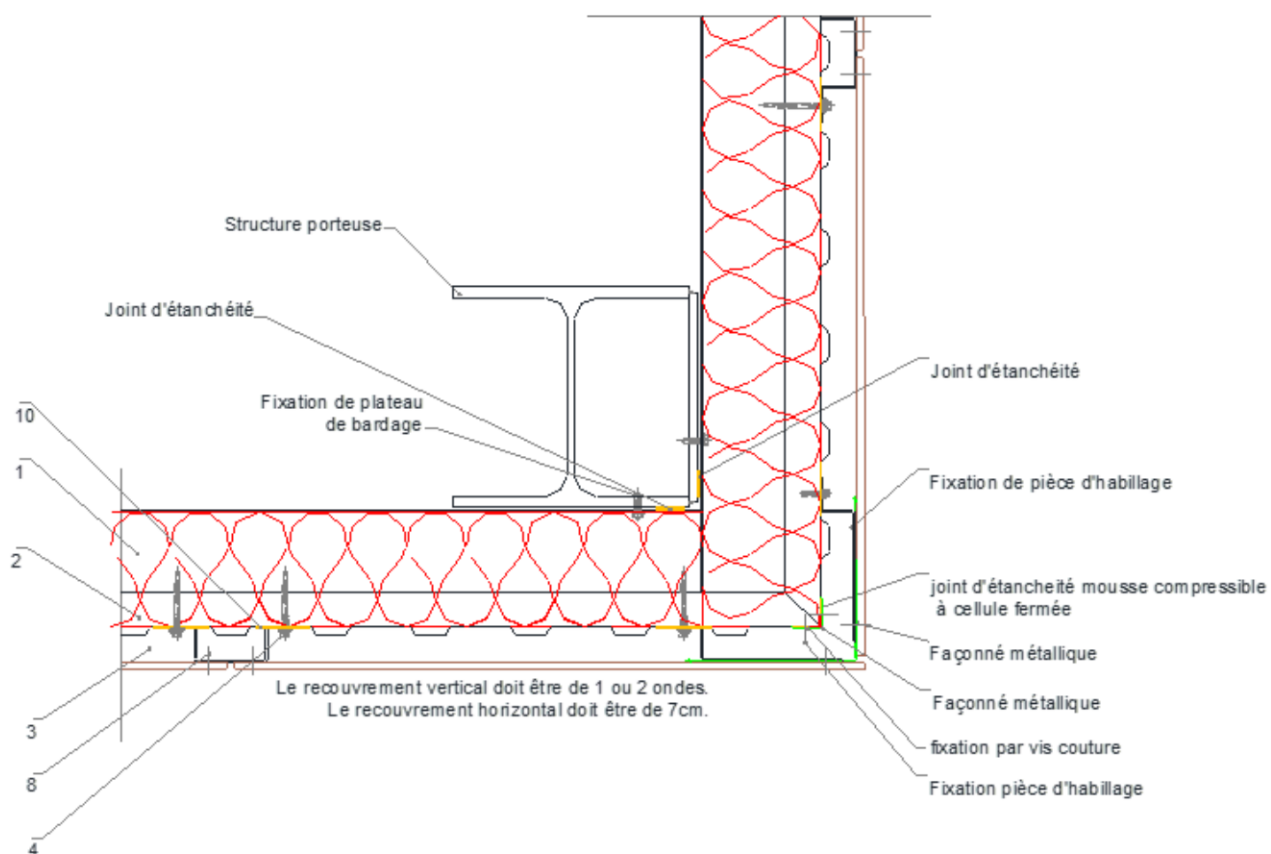 Structure porteuse
Joint d'étanchéité
Fixation de plateau
de bardage
10
1
2
3
8
4
Joint d'étanchéité
Fixation de pièce d'habillage
joint d'étancheité mousse compressible
à cellule fermée
Façonné métallique
Façonné métallique
fixation par vis couture
Fixation pièce d'habillage
Le recouvrement vertical doit être de 1 ou 2 ondes.
Le recouvrement horizontal doit être de 7cm.